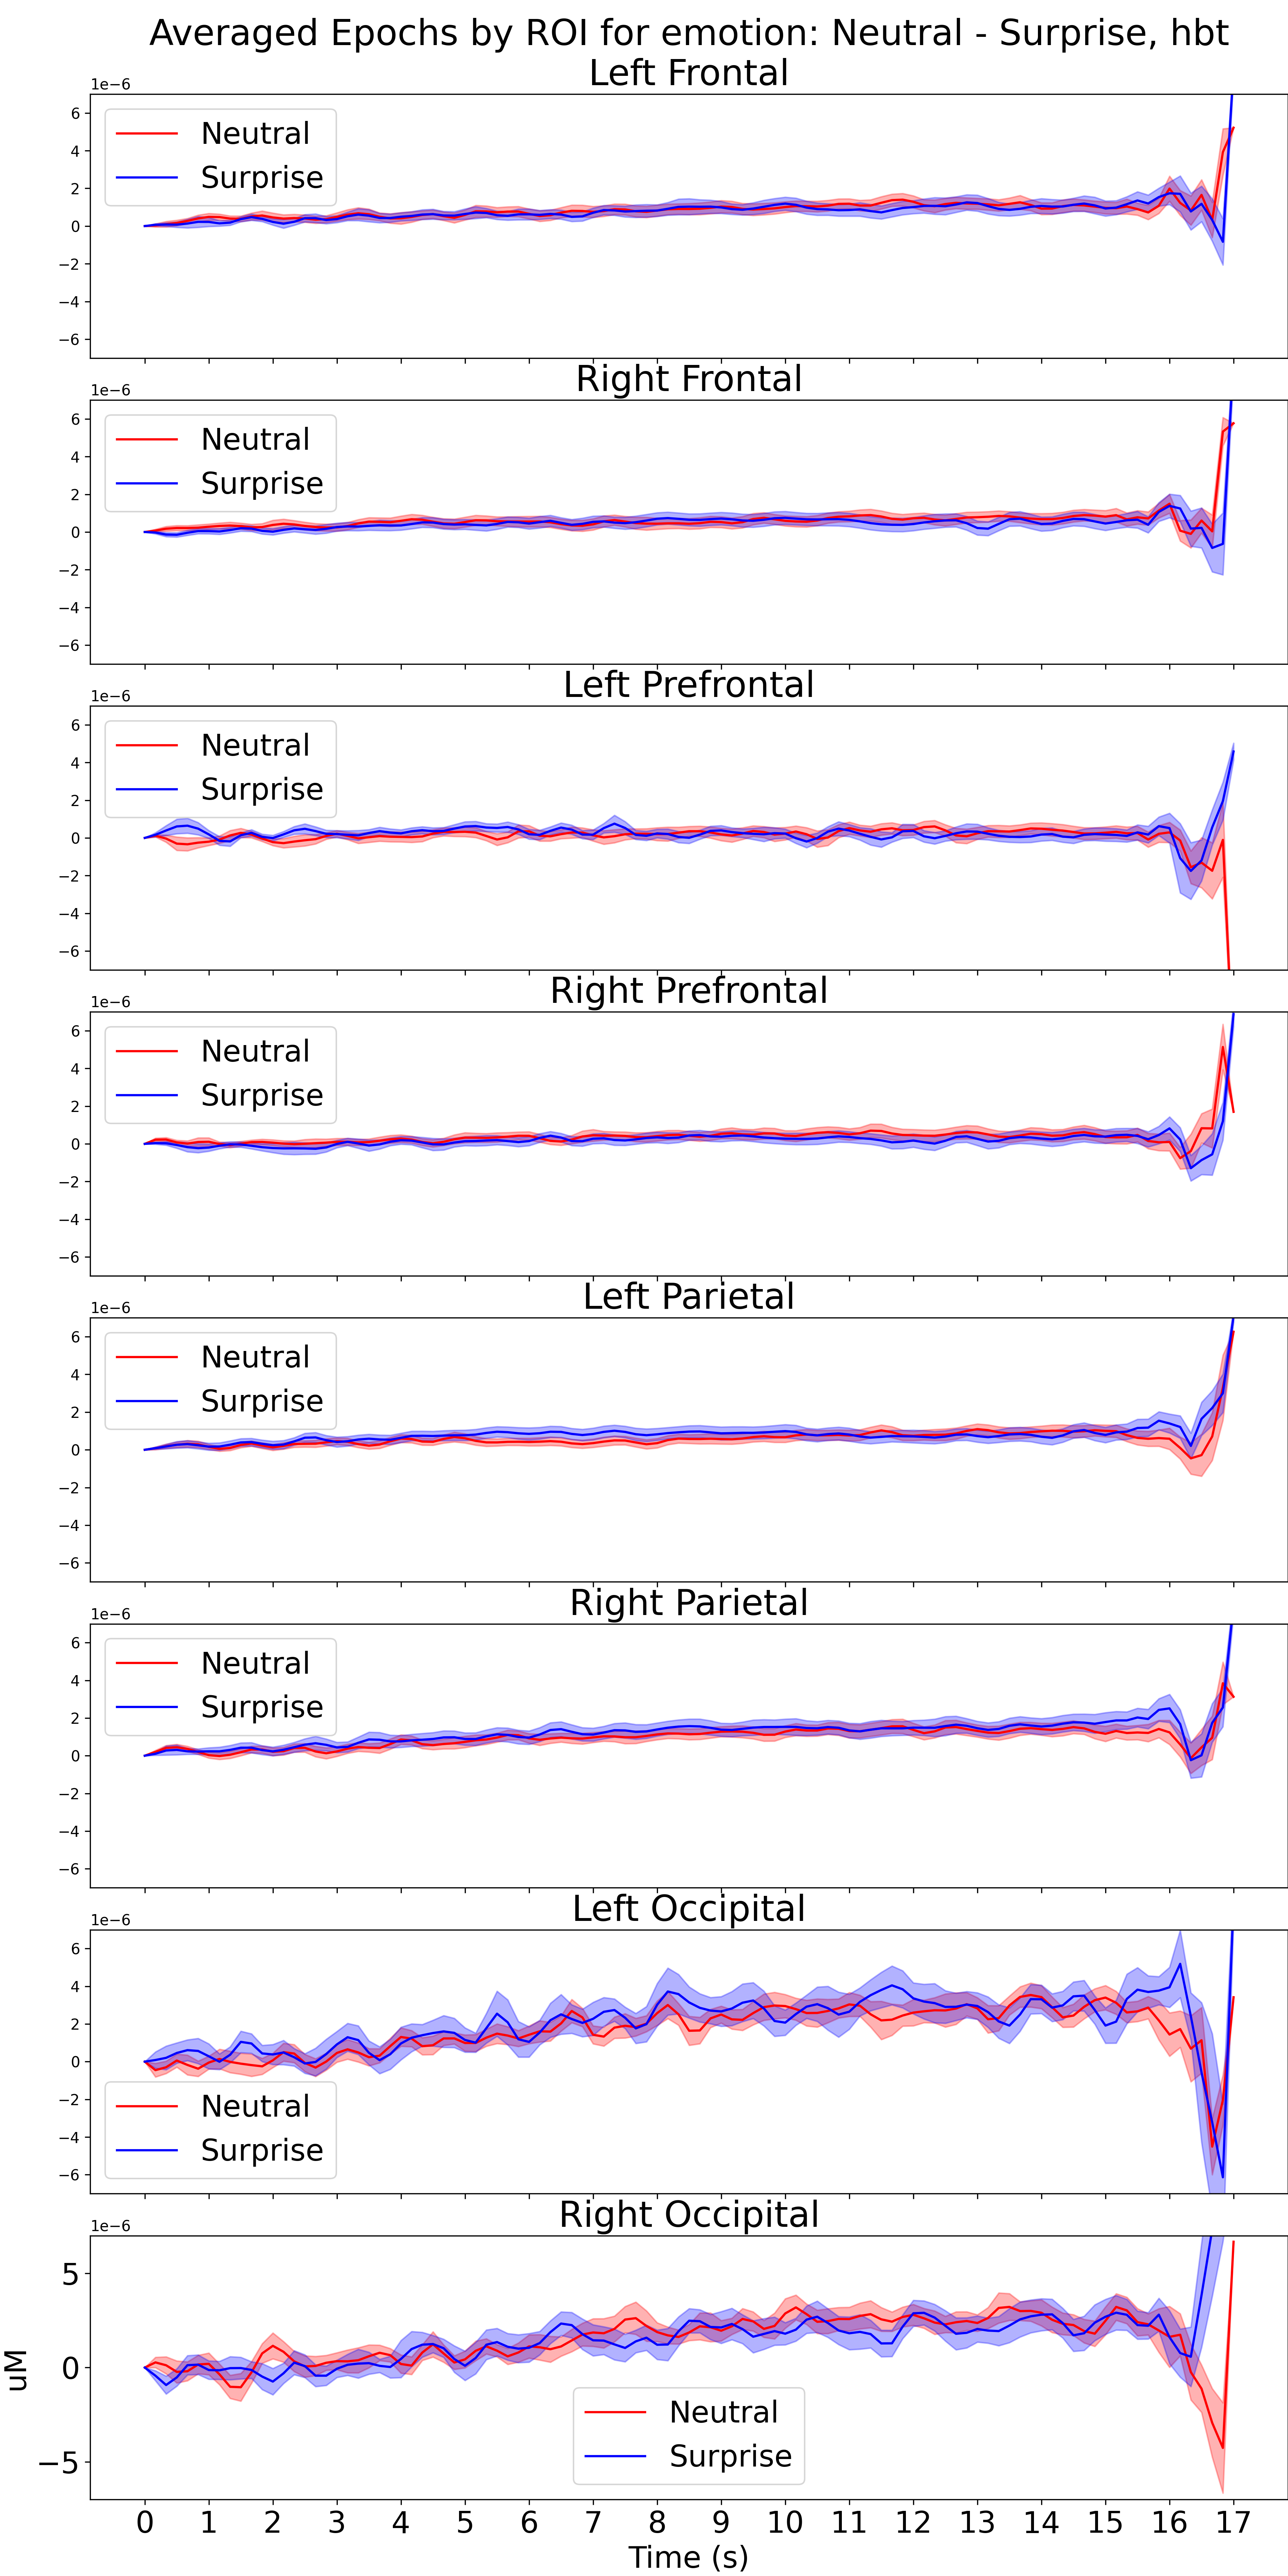 Averaged Epochs by ROI for emotion: Neutral - Surprise, hbt
Left Frontal
1e−6
6
4
2
0
−2
−4
−6
Neutral
Surprise
Right Frontal
1e−6
6
4
2
0
−2
−4
−6
Neutral
Surprise
Left Prefrontal
1e−6
6
4
2
0
−2
−4
−6
Neutral
Surprise
Right Prefrontal
1e−6
6
4
2
0
−2
−4
−6
Neutral
Surprise
Left Parietal
1e−6
6
4
2
0
−2
−4
−6
Neutral
Surprise
Right Parietal
1e−6
6
4
2
0
−2
−4
−6
Neutral
Surprise
Left Occipital
1e−6
6
4
2
0
−2
−4
−6
Neutral
Surprise
Right Occipital
1e−6
5
0
−5
uM
Neutral
Surprise
0 1 2 3 4 5 6 7 8 9 10 11 12 13 14 15 16 17
Time (s)